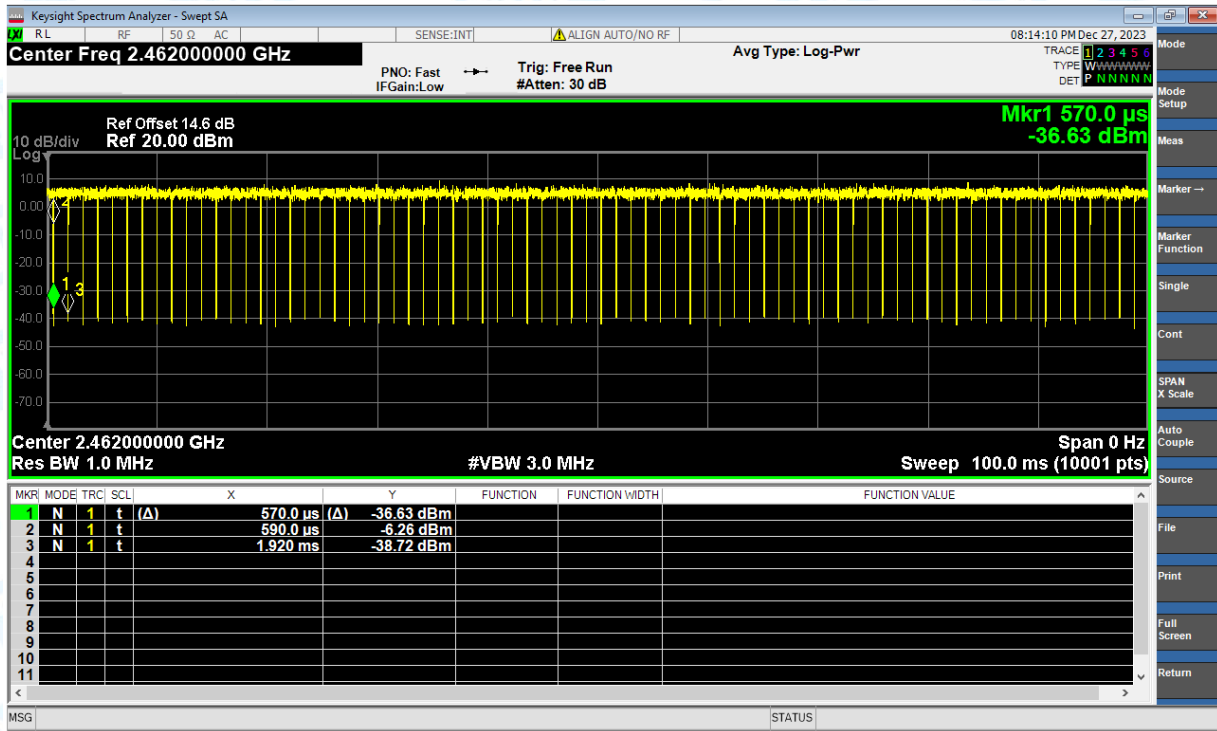 Keysight Spectrum Analyzer - Swept SA
LXI RL RF 50 Ω AC SENSE:INT ALIGN AUTO/NO RF 08:14:10 PM Dec 27, 2023
Center Freq 2.462000000 GHz
PNO: Fast
IFGain:Low
Trig: Free Run
#Atten: 30 dB
Avg Type: Log-Pwr
TRACE 1 2 3 4 5 6
TYPE WWWWWW
DET P NNNNN
Mkr1 570.0 µs
-36.63 dBm
Ref Offset 14.6 dB
10 dB/div Ref 20.00 dBm
Log
10.0
0.00
-10.0
-20.0
-30.0
-40.0
-50.0
-60.0
-70.0
2
1
3
Center 2.462000000 GHz Span 0 Hz
Res BW 1.0 MHz #VBW 3.0 MHz Sweep 100.0 ms (10001 pts)
MKR MODE TRC SCL X Y FUNCTION FUNCTION WIDTH FUNCTION VALUE
1 N 1 t (Δ) 570.0 µs (Δ) -36.63 dBm
2 N 1 t 590.0 µs -6.26 dBm
3 N 1 t 1.920 ms -38.72 dBm
4
5
6
7
8
9
10
11
MSG STATUS
Mode
Mode
Setup
Meas
Marker →
Marker
Function
Single
Cont
SPAN
X Scale
Auto
Couple
Source
File
Print
Full
Screen
Return